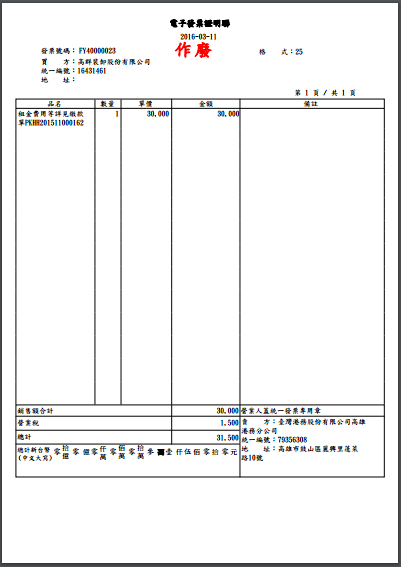 電子發票證明聯
2016-03-11
作廢
發票號碼: FY40000023
格 式:25
買 方:高群裝卸股份有限公司
統一編號:16431461
地 址:
第 1 頁 / 共 1 頁
品名 數量 單價 金額 備註
租金費用等詳見繳款 1 30,000 30,000
單PKHR201511000162
銷售額合計 30,000 營業人蓋統一發票專用章
營業稅 1,500 賣 方:臺灣港務股份有限公司高雄
港務分公司
總計 31,500 統一編號:79356308
總計新台幣 零 拾億 零 億 零 仟萬 零 佰萬 零 拾萬 參 萬 壹 仟 伍 佰 零 拾 零 元
(中文大寫)
地 址:高雄市鼓山區麗興里蓬萊
路10號